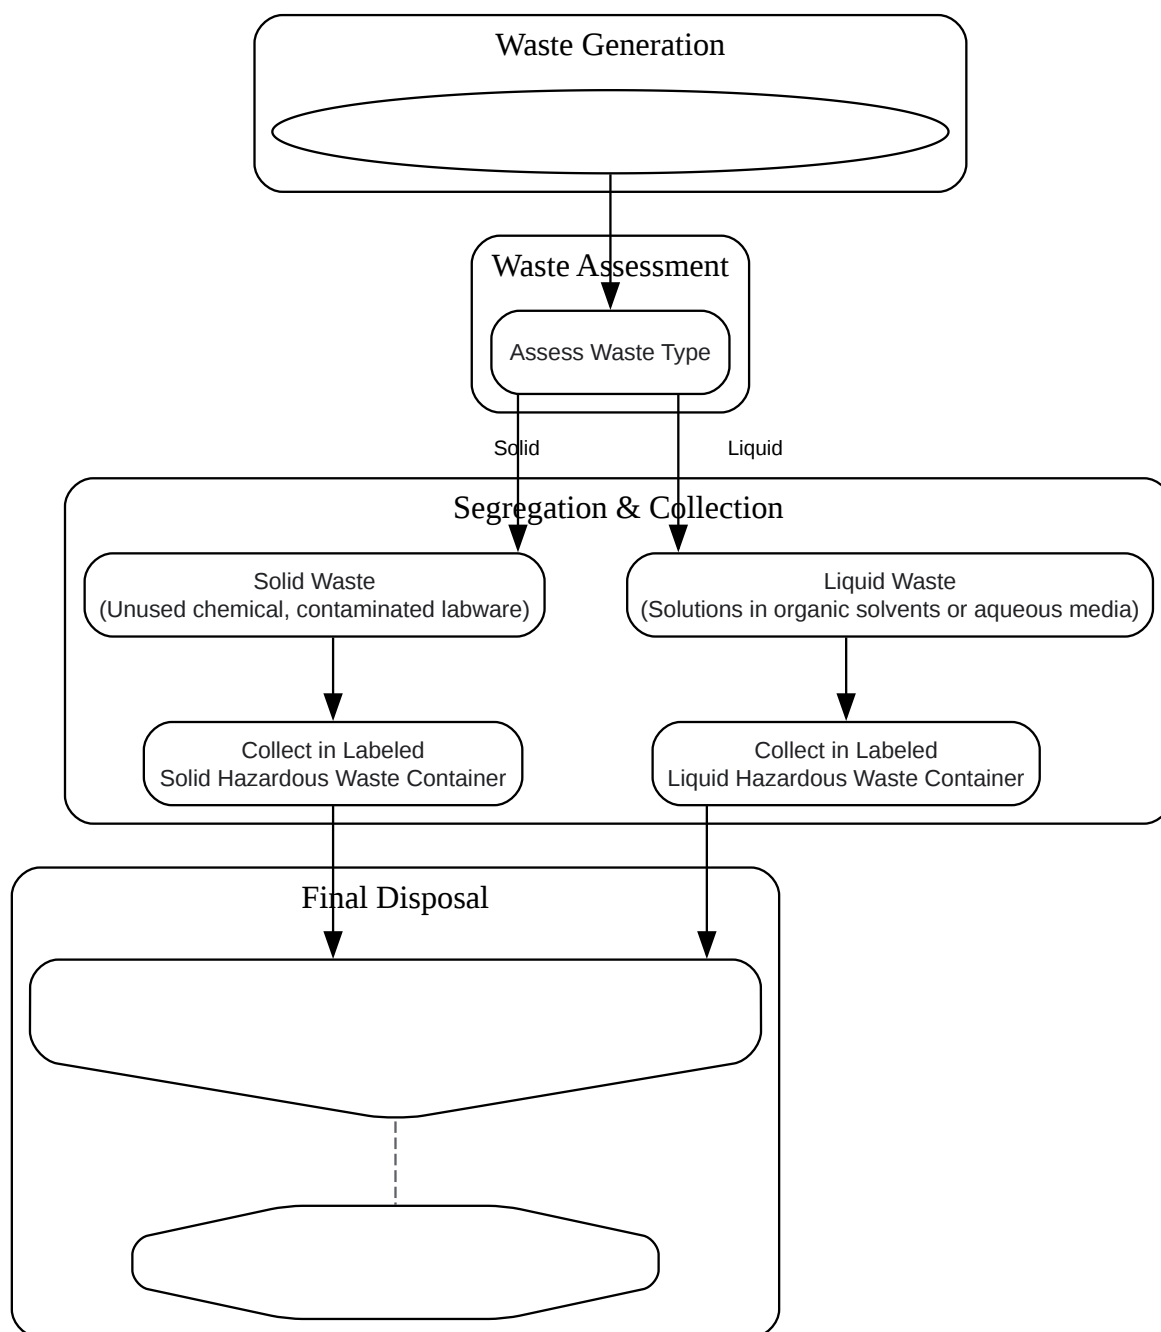 Waste Generation
Waste Assessment
Assess Waste Type
Solid
Liquid
Segregation & Collection
Solid Waste
(Unused chemical, contaminated labware)
Liquid Waste
(Solutions in organic solvents or aqueous media)
Collect in Labeled
Solid Hazardous Waste Container
Collect in Labeled
Liquid Hazardous Waste Container
Final Disposal